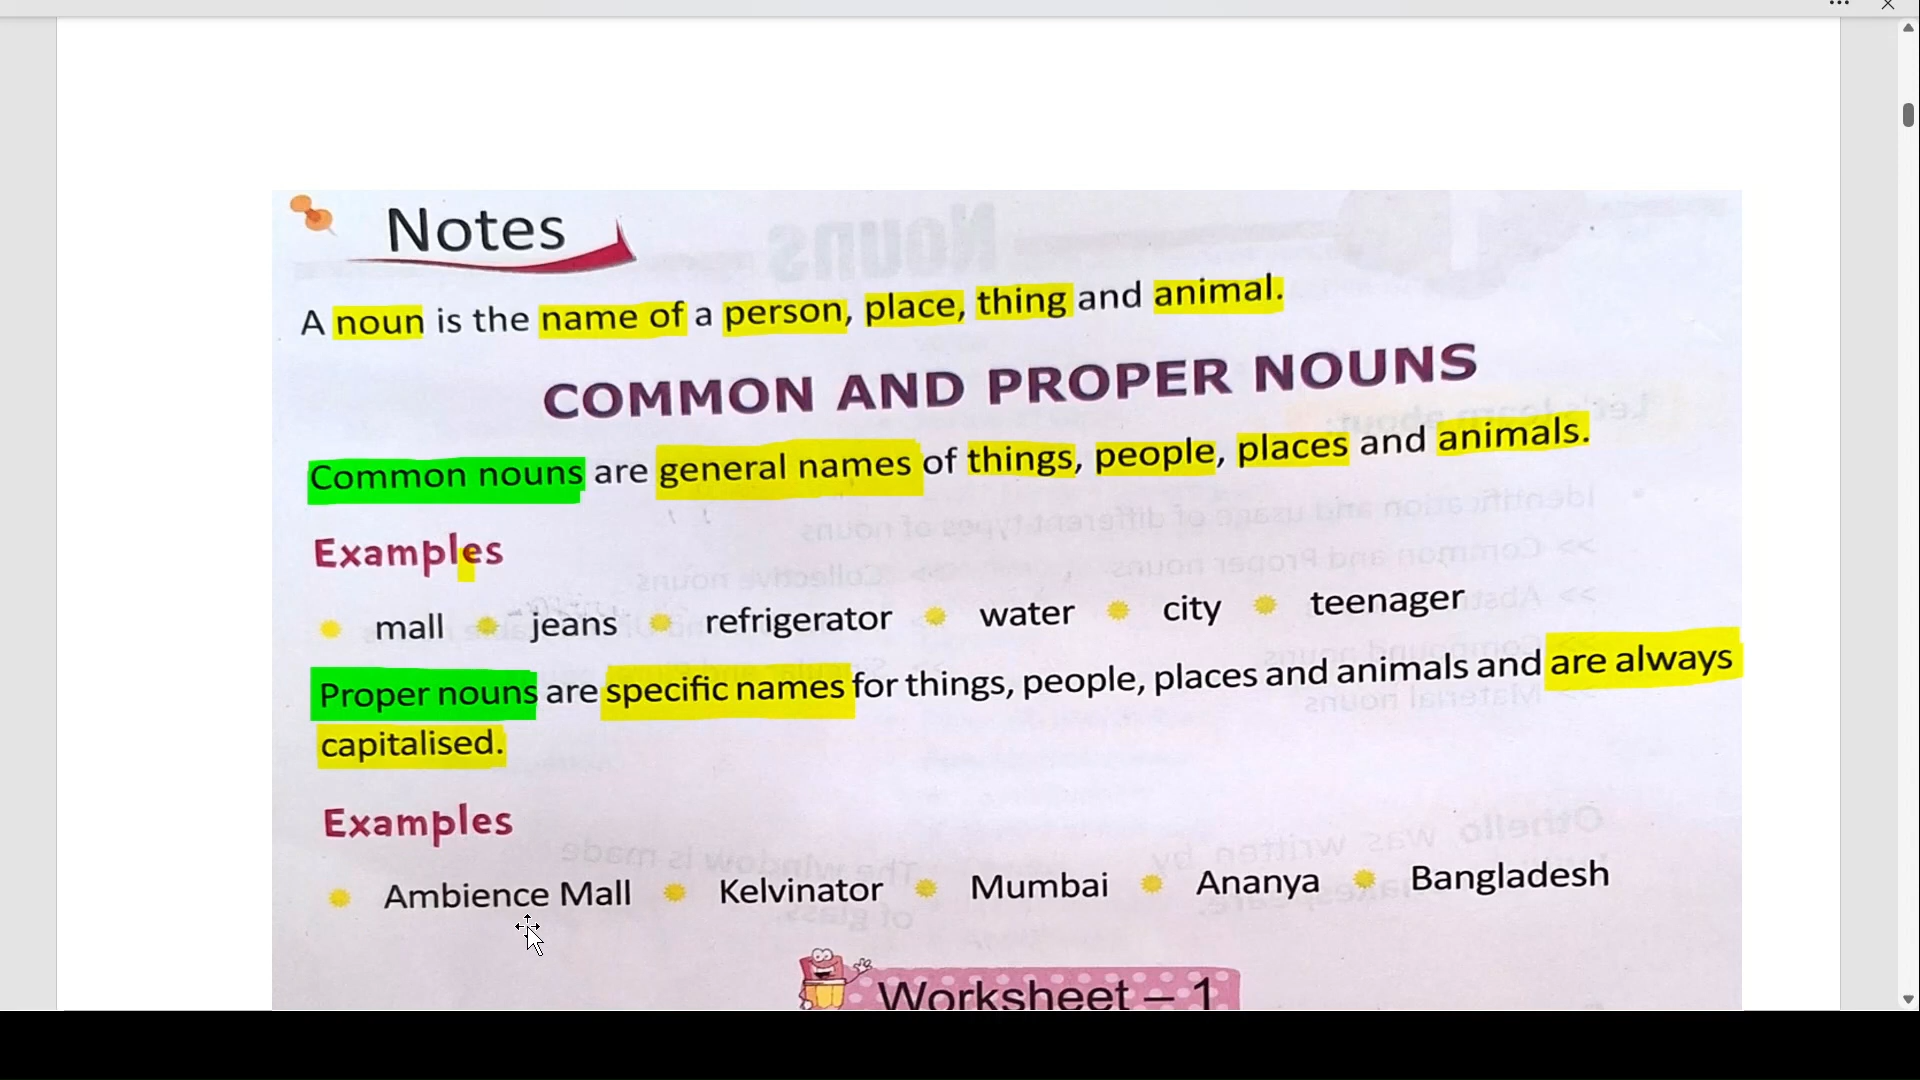 Notes
A noun is the name of a person, place, thing and animal.
COMMON AND PROPER NOUNS
Common nouns are general names of things, people, places and animals.
Examples
mall jeans refrigerator water city teenager
Proper nouns are specific names for things, people, places and animals and are always
capitalised.
Examples
Ambience Mall Kelvinator Mumbai Ananya Bangladesh
Worksheet – 1